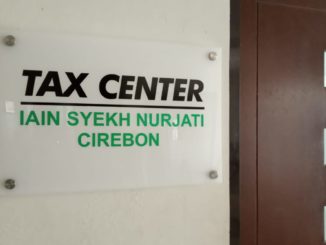 TAX CENTER
IAIN SYEKH NURJATI
CIREBON